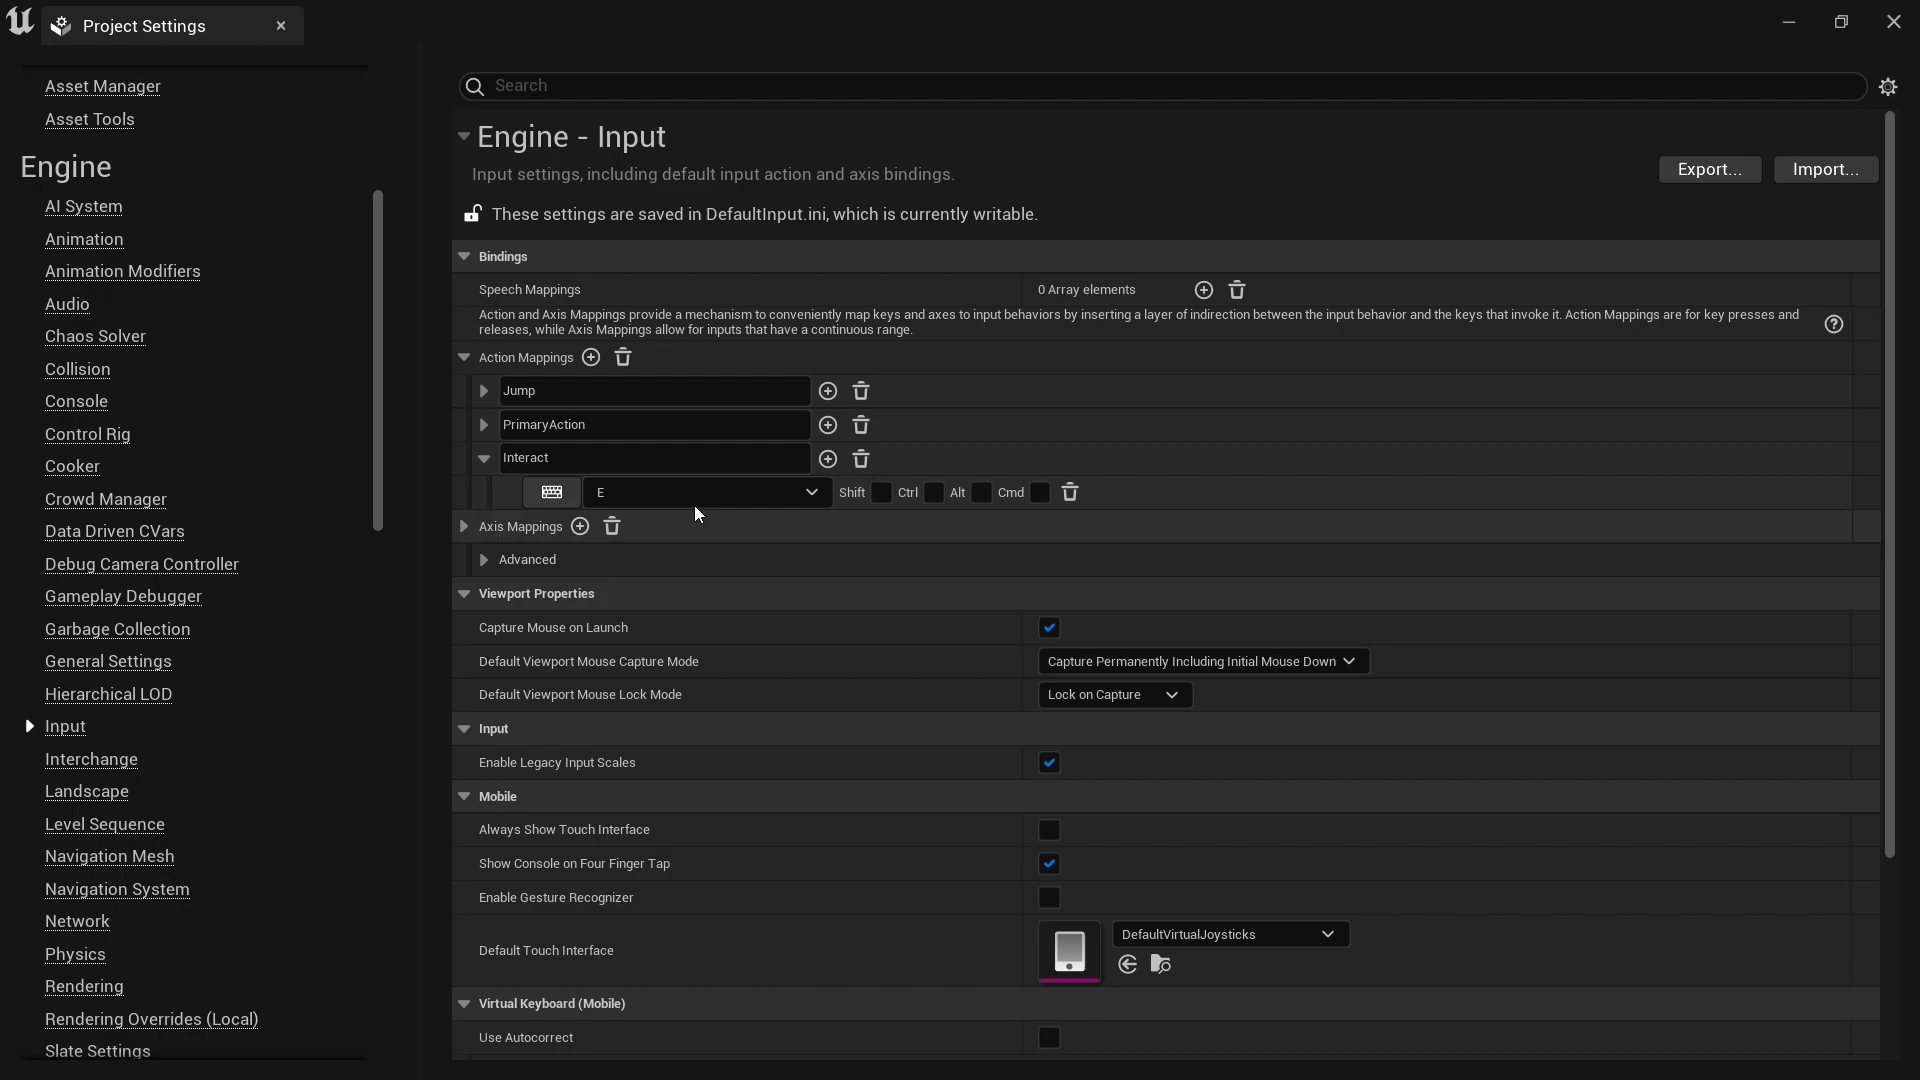 Project Settings
Asset Manager
Asset Tools
Engine
AI System
Animation
Animation Modifiers
Audio
Chaos Solver
Collision
Console
Control Rig
Cooker
Crowd Manager
Data Driven CVars
Debug Camera Controller
Gameplay Debugger
Garbage Collection
General Settings
Hierarchical LOD
Input
Interchange
Landscape
Level Sequence
Navigation Mesh
Navigation System
Network
Physics
Rendering
Rendering Overrides (Local)
Slate Settings
Search
Engine - Input
Input settings, including default input action and axis bindings.
Export...
Import...
These settings are saved in DefaultInput.ini, which is currently writable.
Bindings
Speech Mappings
0 Array elements
Action and Axis Mappings provide a mechanism to conveniently map keys and axes to input behaviors by inserting a layer of indirection between the input behavior and the keys that invoke it. Action Mappings are for key presses and
releases, while Axis Mappings allow for inputs that have a continuous range.
Action Mappings
Jump
PrimaryAction
Interact
E Shift Ctrl Alt Cmd
Axis Mappings
Advanced
Viewport Properties
Capture Mouse on Launch
Default Viewport Mouse Capture Mode
Capture Permanently Including Initial Mouse Down
Default Viewport Mouse Lock Mode
Lock on Capture
Input
Enable Legacy Input Scales
Mobile
Always Show Touch Interface
Show Console on Four Finger Tap
Enable Gesture Recognizer
Default Touch Interface
DefaultVirtualJoysticks
Virtual Keyboard (Mobile)
Use Autocorrect